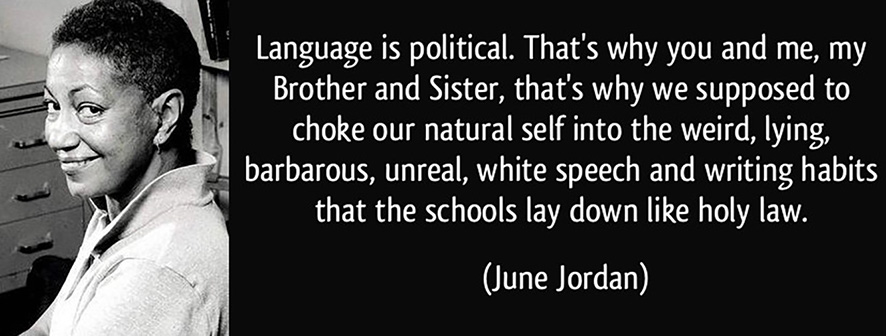 Language is political. That's why you and me, my
Brother and Sister, that's why we supposed to
choke our natural self into the weird, lying,
barbarous, unreal, white speech and writing habits
that the schools lay down like holy law.
(June Jordan)